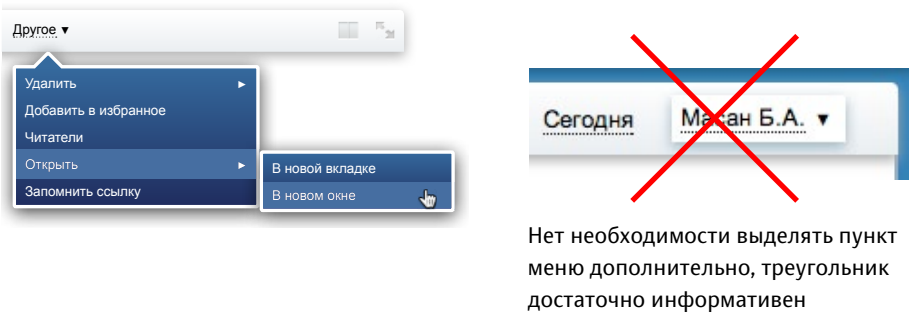 Другое ▼
Удалить ►
Добавить в избранное
Читатели
Открыть ►
Запомнить ссылку
В новой вкладке
В новом окне
Сегодня Масан Б.А. ▼
Нет необходимости выделять пункт
меню дополнительно, треугольник
достаточно информативен